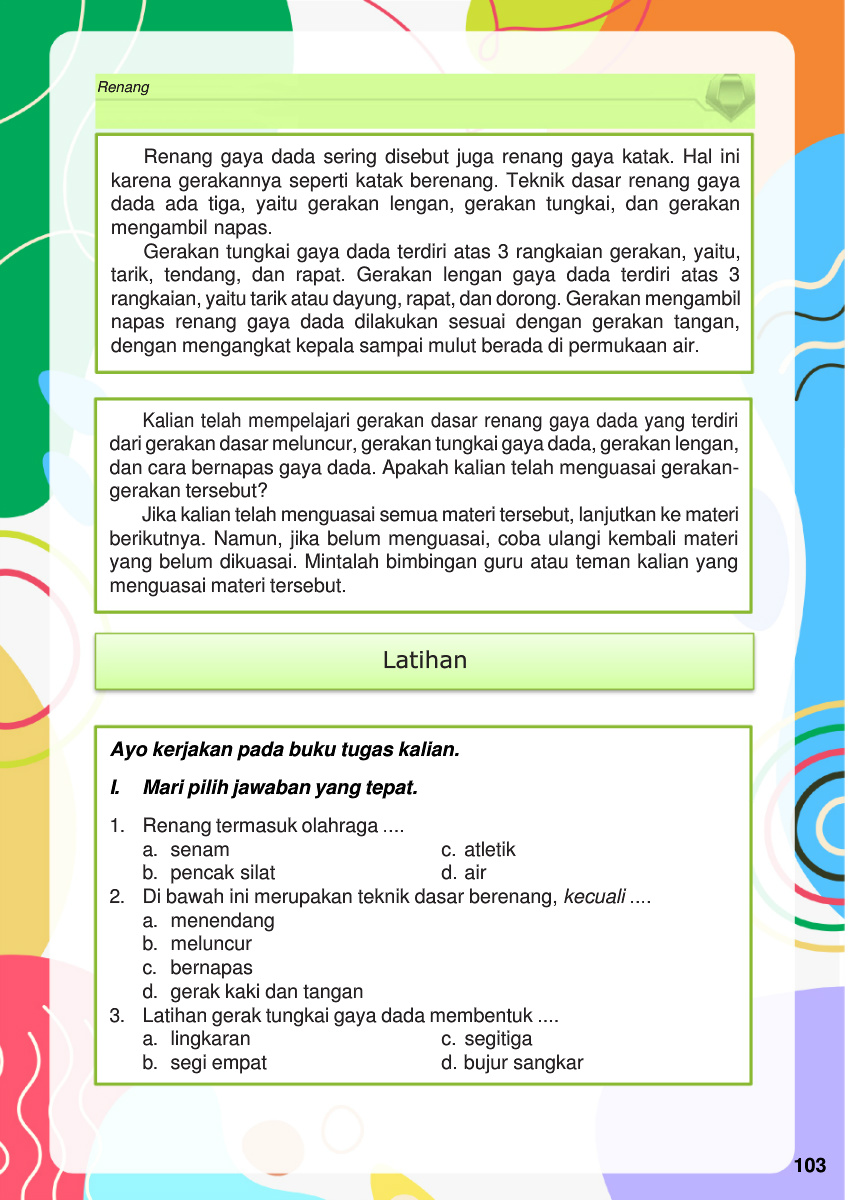 Renang
Renang gaya dada sering disebut juga renang gaya katak. Hal ini
karena gerakannya seperti katak berenang. Teknik dasar renang gaya
dada ada tiga, yaitu gerakan lengan, gerakan tungkai, dan gerakan
mengambil napas.
Gerakan tungkai gaya dada terdiri atas 3 rangkaian gerakan, yaitu,
tarik, tendang, dan rapat. Gerakan lengan gaya dada terdiri atas 3
rangkaian, yaitu tarik atau dayung, rapat, dan dorong. Gerakan mengambil
napas renang gaya dada dilakukan sesuai dengan gerakan tangan,
dengan mengangkat kepala sampai mulut berada di permukaan air.
Kalian telah mempelajari gerakan dasar renang gaya dada yang terdiri
dari gerakan dasar meluncur, gerakan tungkai gaya dada, gerakan lengan,
dan cara bernapas gaya dada. Apakah kalian telah menguasai gerakan-
gerakan tersebut?
Jika kalian telah menguasai semua materi tersebut, lanjutkan ke materi
berikutnya. Namun, jika belum menguasai, coba ulangi kembali materi
yang belum dikuasai. Mintalah bimbingan guru atau teman kalian yang
menguasai materi tersebut.
Latihan
Ayo kerjakan pada buku tugas kalian.
I. Mari pilih jawaban yang tepat.
1. Renang termasuk olahraga ....
a. senam c. atletik
b. pencak silat d. air
2. Di bawah ini merupakan teknik dasar berenang, kecuali ....
a. menendang
b. meluncur
c. bernapas
d. gerak kaki dan tangan
3. Latihan gerak tungkai gaya dada membentuk ....
a. lingkaran c. segitiga
b. segi empat d. bujur sangkar
103